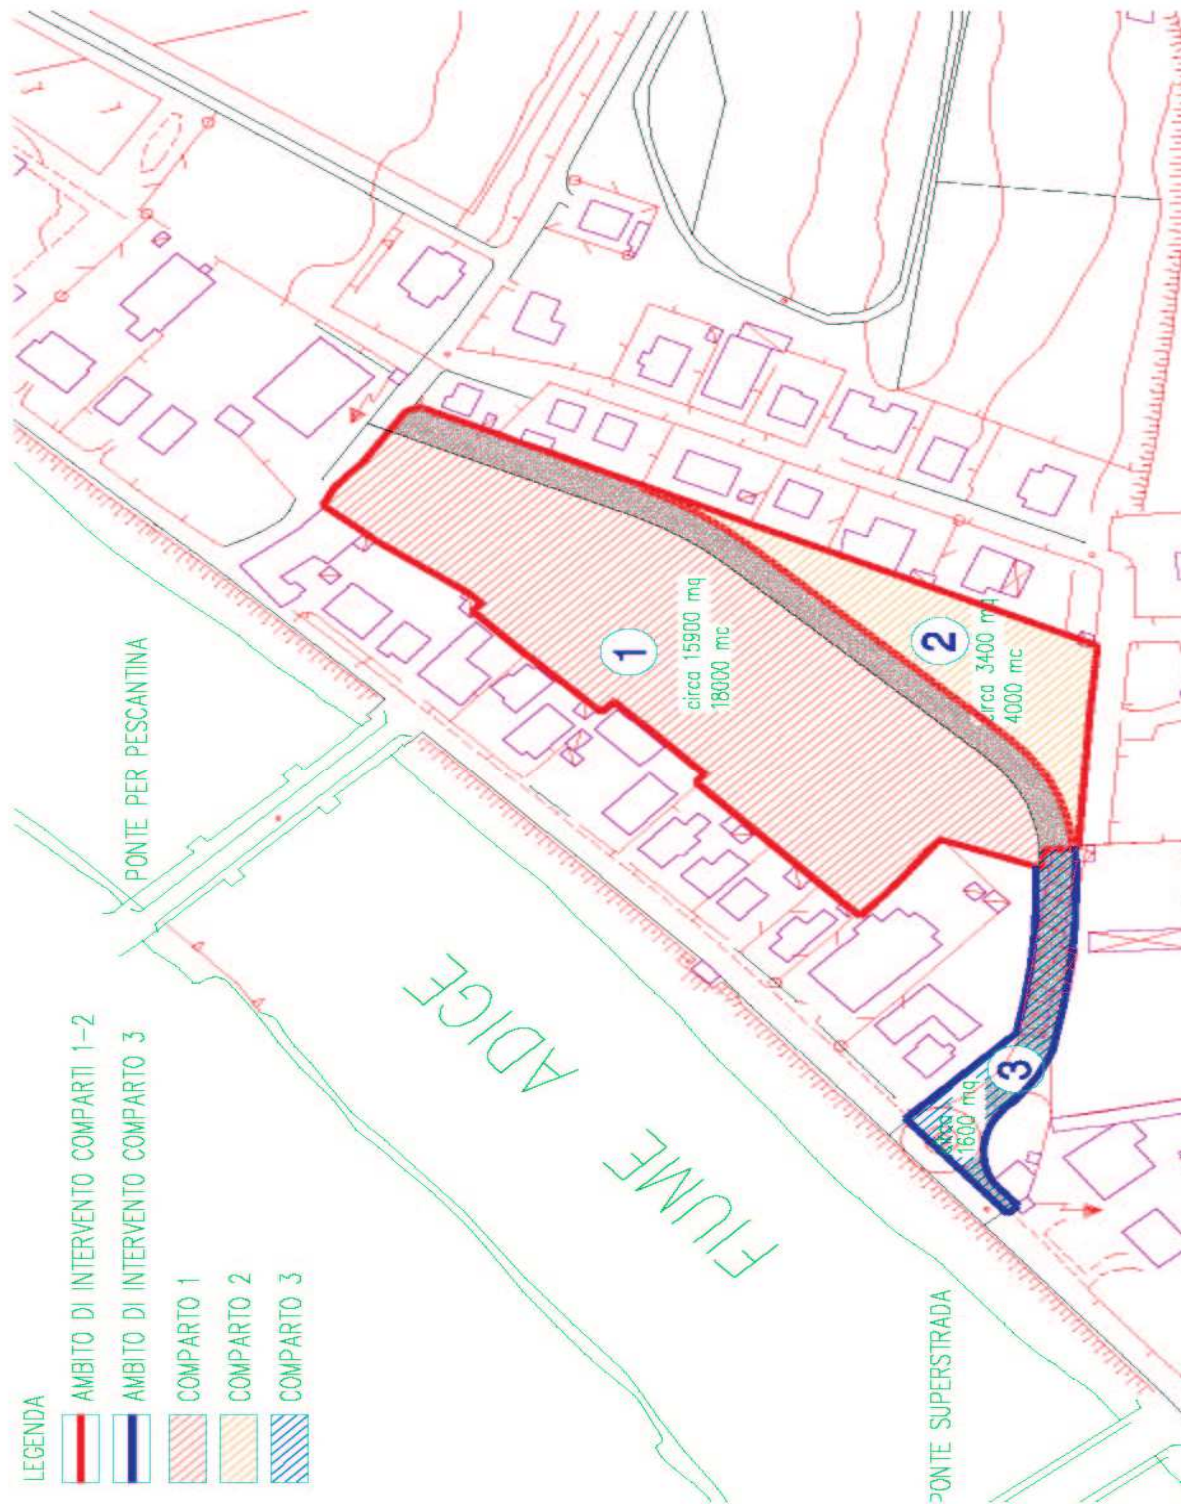 LEGENDA
AMBITO DI INTERVENTO COMPARTI 1-2
AMBITO DI INTERVENTO COMPARTO 3
COMPARTO 1
COMPARTO 2
COMPARTO 3
PONTE PER PESCANTINA
FIUME ADIGE
PONTE SUPERSTRADA
1
circa 15900 mq
18000 mc
2
circa 3400 mq
4000 mc
3
circa
1600 mq